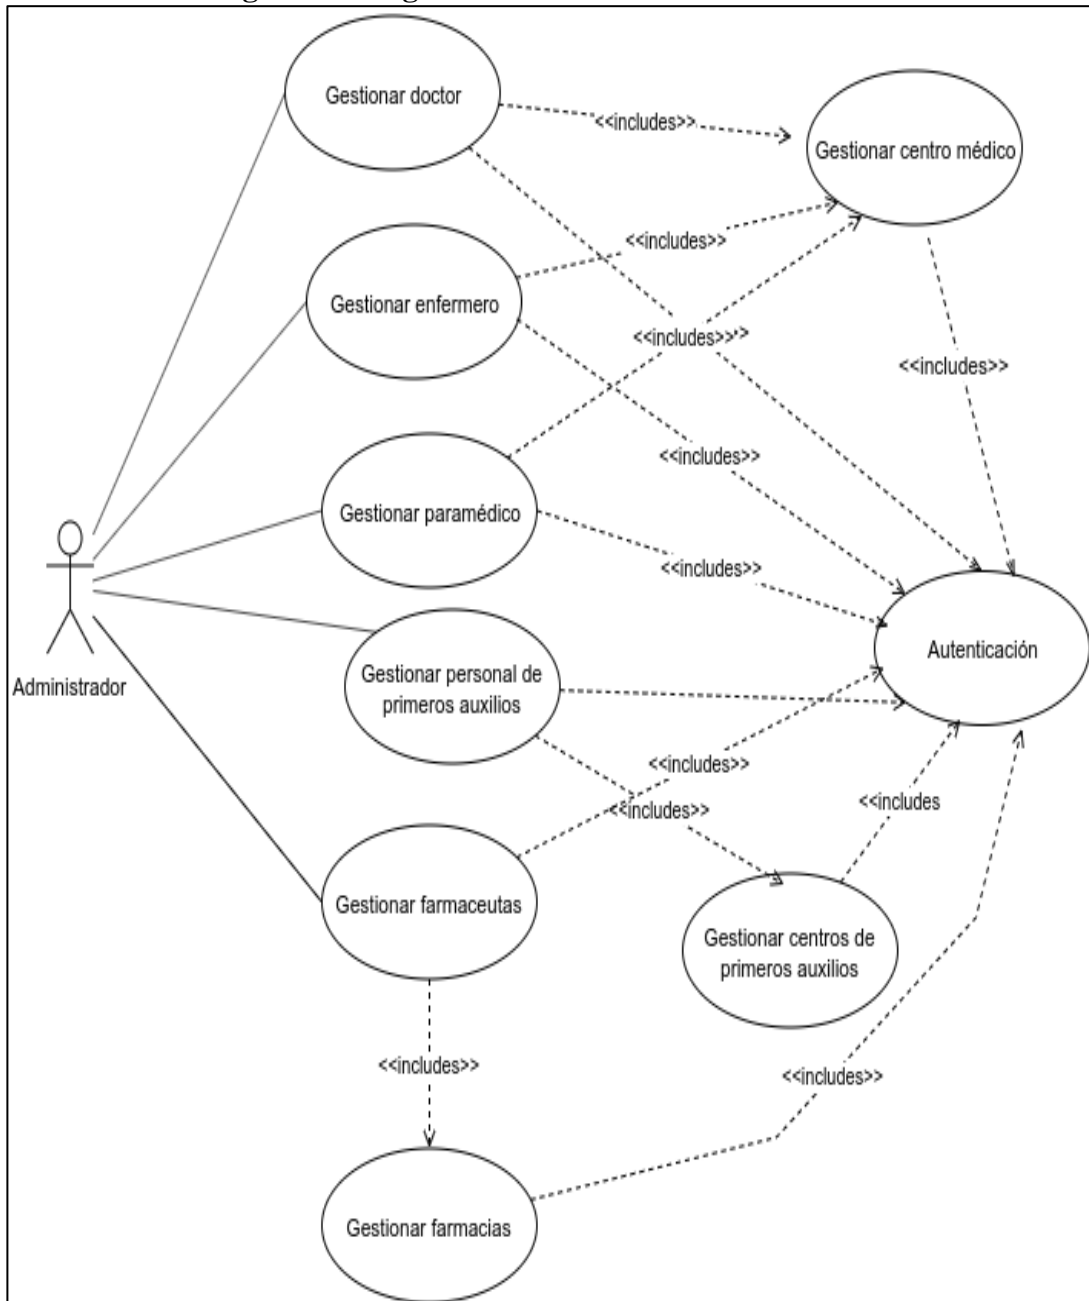 Gestionar doctor
<<includes>>
Gestionar centro médico
<<includes>>
Gestionar enfermero
<<includes>>
<<includes>>
<<includes>>
Gestionar paramédico
<<includes>>
Autenticación
Administrador
Gestionar personal de
primeros auxilios
<<includes>>
<<includes
<<includes>>
Gestionar farmaceutas
Gestionar centros de
primeros auxilios
<<includes>>
<<includes>>
Gestionar farmacias